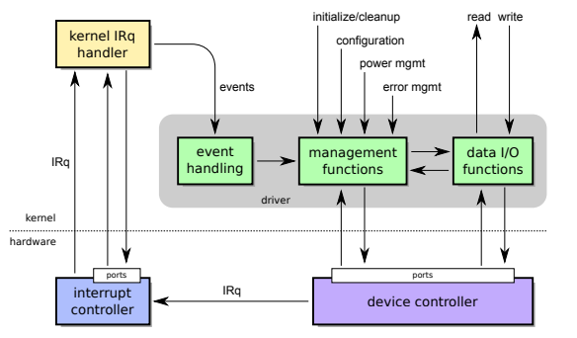 initialize/cleanup
read write
kernel IRq
handler
configuration
power mgmt
events
error mgmt
event
handling
management
functions
data I/O
functions
IRq
driver
kernel
hardware
ports
ports
interrupt
controller
IRq
device controller